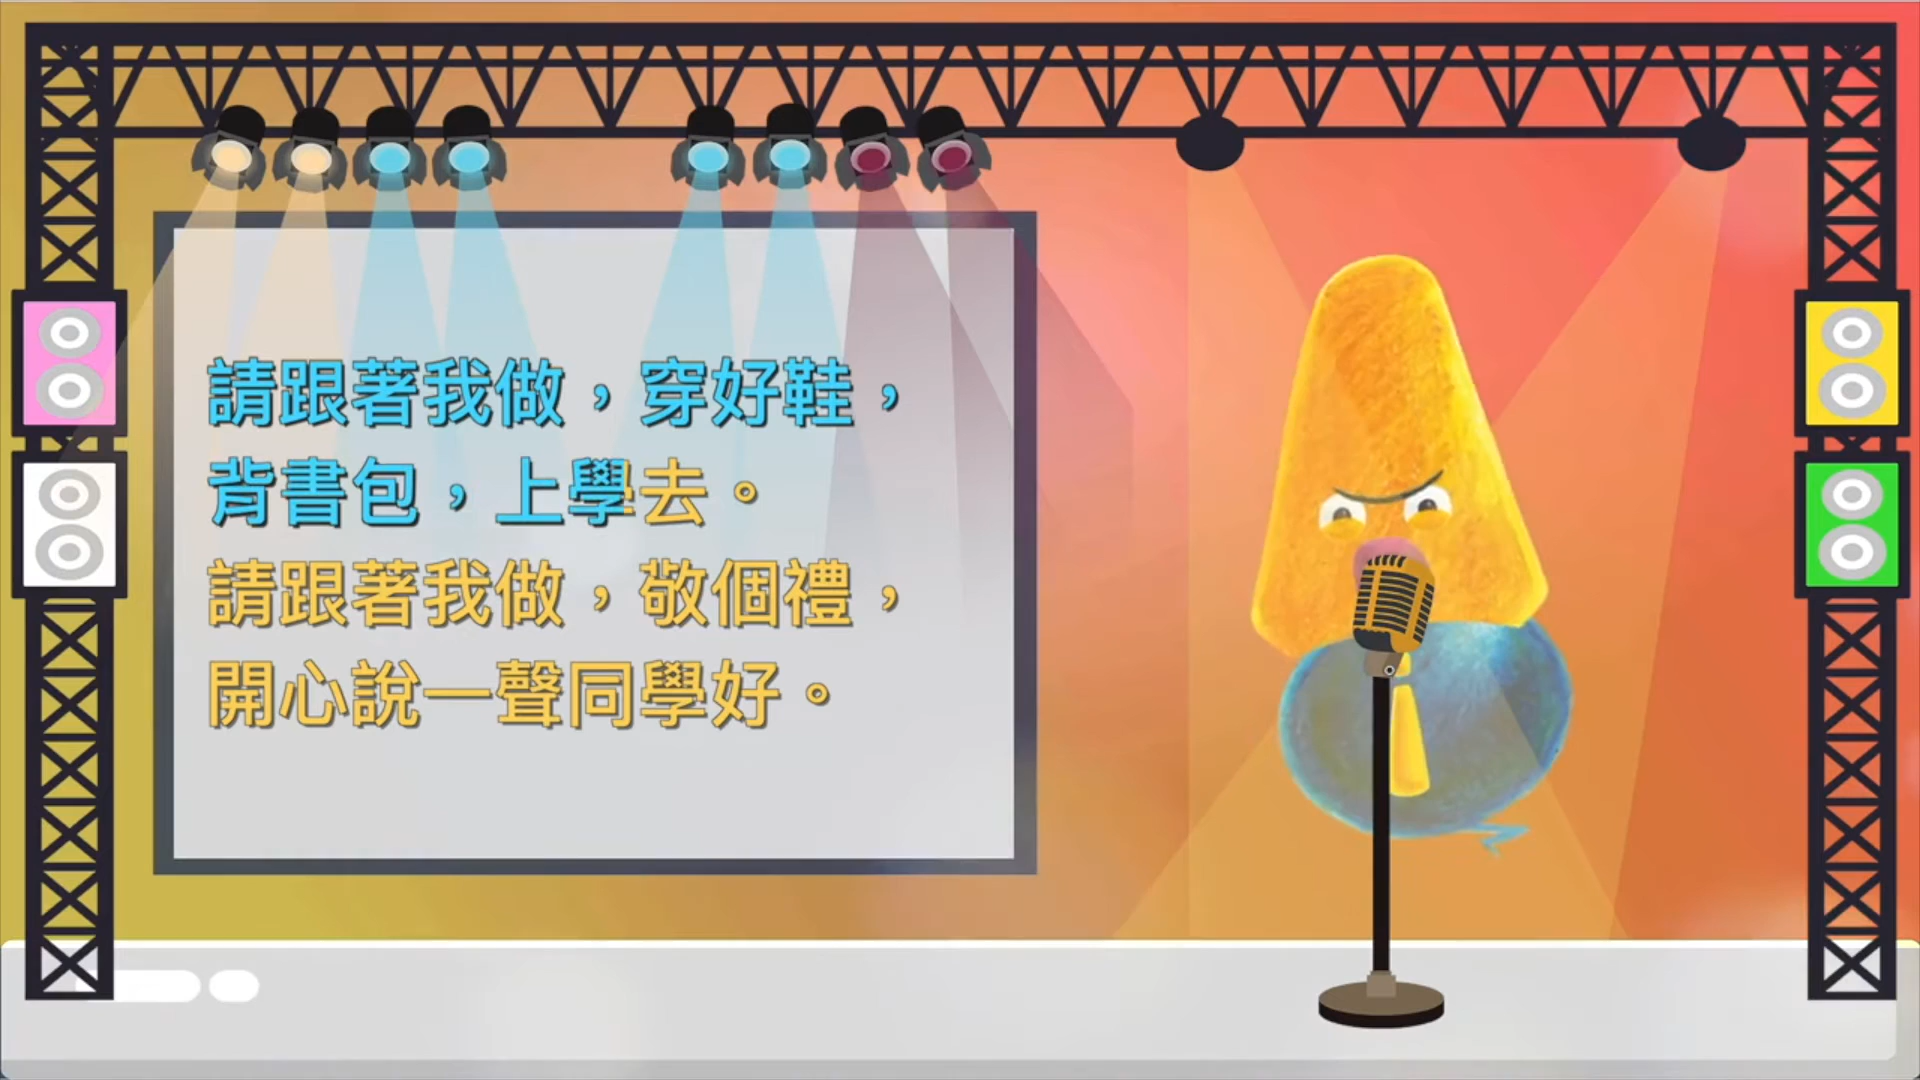 請跟著我做，穿好鞋，
背書包，上學去。
請跟著我做，敬個禮，
開心說一聲同學好。